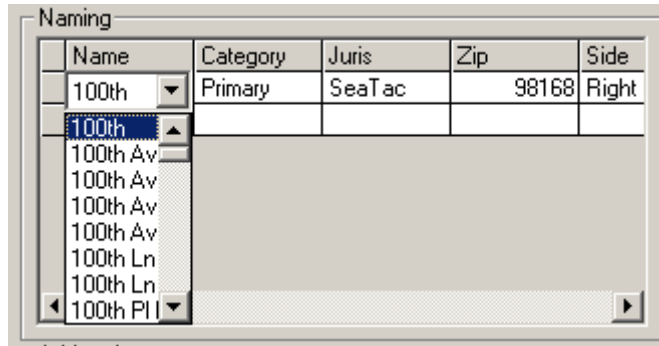 Naming
Name Category Juris Zip Side
100th Primary SeaTac 98168 Right
100th
100th Av
100th Av
100th Av
100th Av
100th Ln
100th Ln
100th Pl